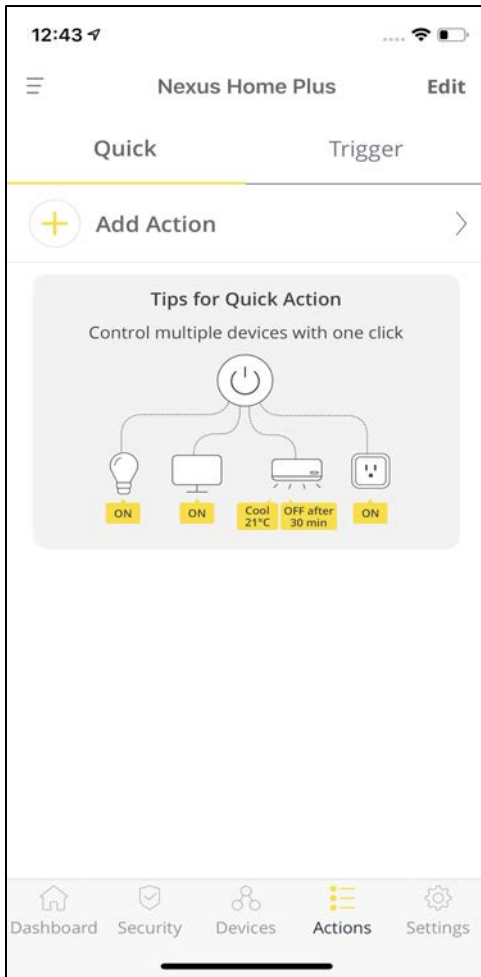 12:43
Nexus Home Plus
Edit
Quick
Trigger
Add Action
Tips for Quick Action
Control multiple devices with one click
ON
ON
Cool
21°C
OFF after
30 min
ON
Dashboard
Security
Devices
Actions
Settings